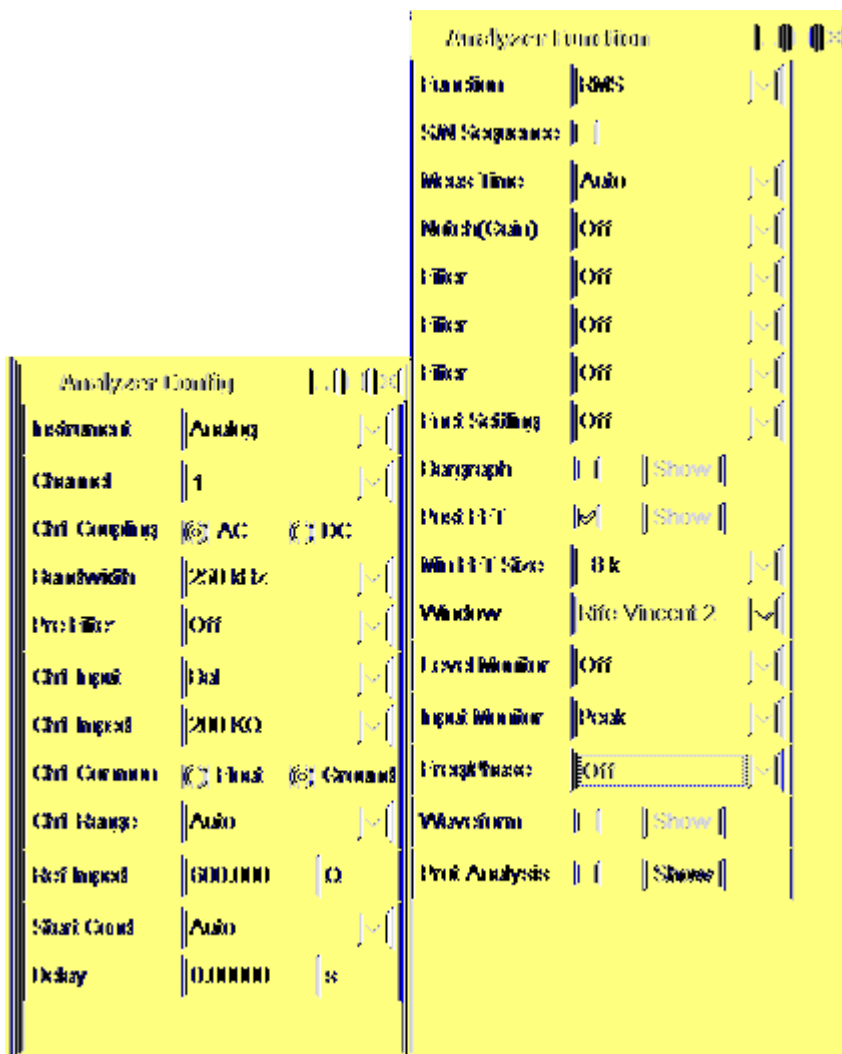 Analyzer Config
Instrument Analog
Channel 1
Ch1 Coupling AC DC
Bandwidth 250 kHz
Pre Filter Off
Ch1 Input Bal
Ch1 Imped 200 KΩ
Ch1 Common Float Ground
Ch1 Range Auto
Ref Imped 600.000 Ω
Start Cond Auto
Delay 0.00000 s
Analyzer Function
Function RMS
S/N Sequence
Meas Time Auto
Notch(Gain) Off
Filter Off
Filter Off
Filter Off
Fnct Settling Off
Bargraph Show
Post FFT Show
Min FFT Size 8 k
Window Rife Vincent 2
Level Monitor Off
Input Monitor Peak
Freq/Phase Off
Waveform Show
Prot Analysis Show